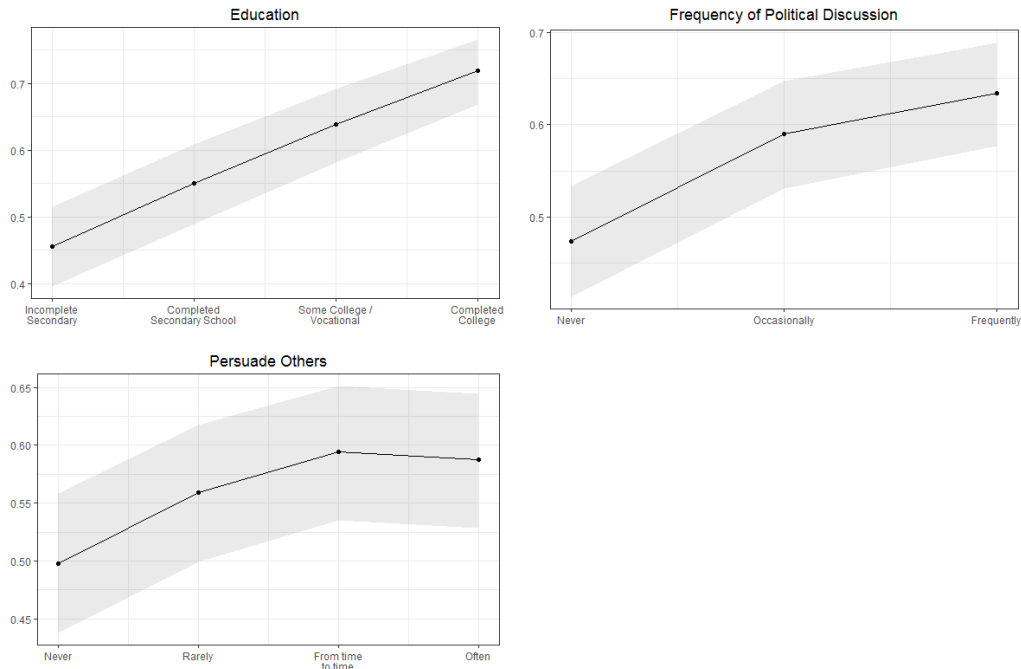 Education
0.7
0.6
0.5
0.4
Incomplete
Secondary
Completed
Secondary School
Some College /
Vocational
Completed
College
Frequency of Political Discussion
0.7
0.6
0.5
Never
Occasionally
Frequently
Persuade Others
0.65
0.60
0.55
0.50
0.45
Never
Rarely
From time
to time
Often